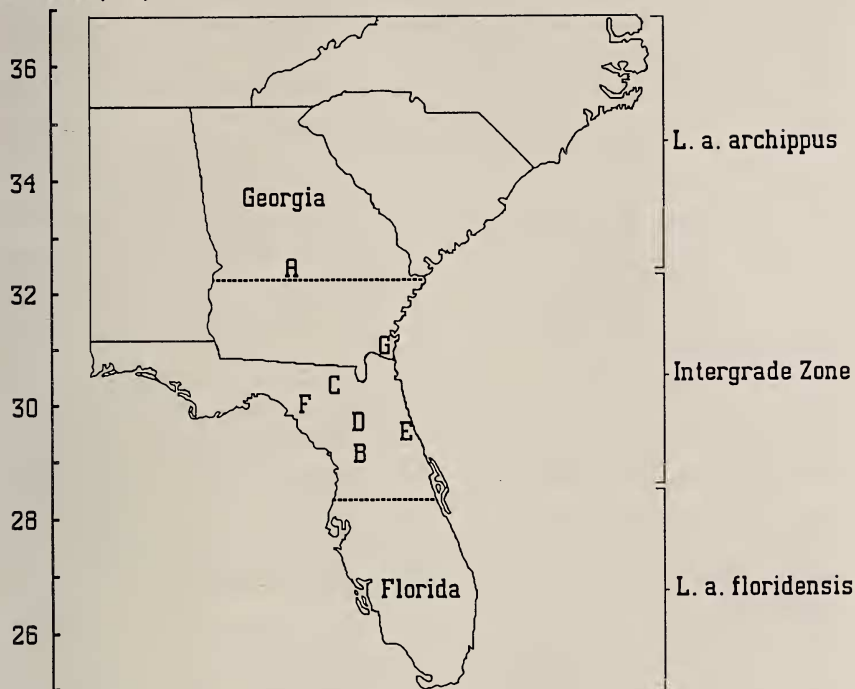 36
L. a. archippus
34
Georgia
A
32
G
Intergrade Zone
C
30
F
D
E
B
28
Florida
L. a. floridensis
26